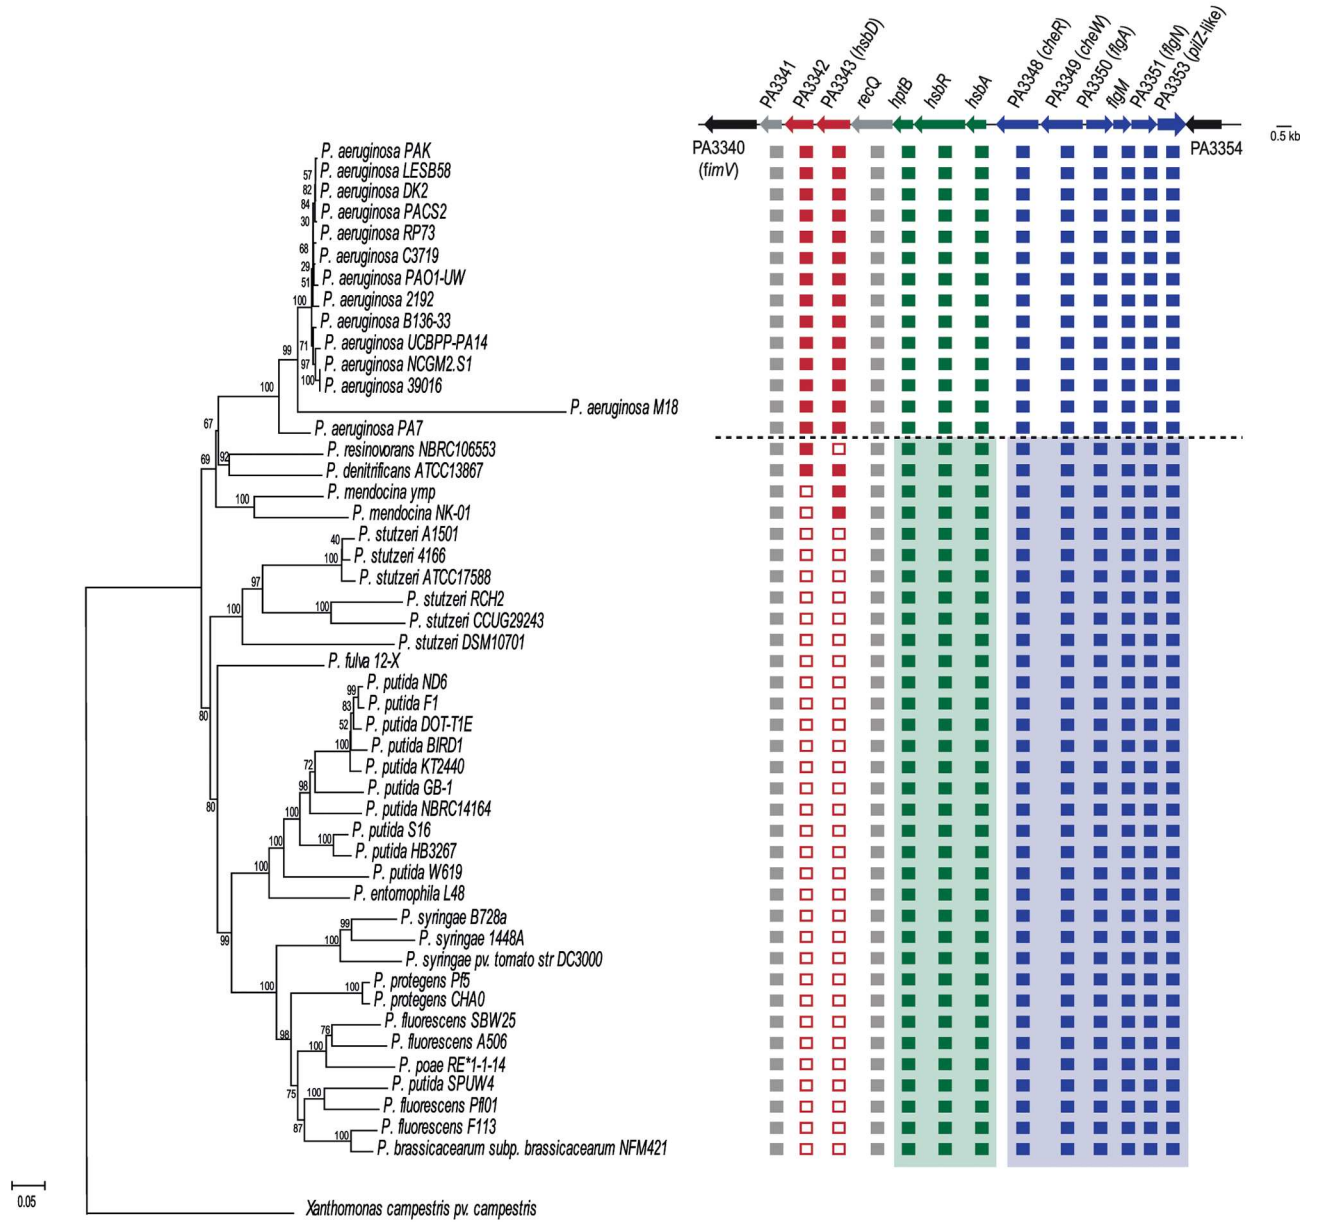 PA3341
PA3342
PA3343 (hsbD)
recQ
hptB
hsbR
hsbA
PA3348 (cheR)
PA3349 (cheW)
PA3350 (flgA)
flgM
PA3351 (flgN)
PA3353 (pilZ-like)
0.5 kb
PA3340
(fimV)
PA3354
P. aeruginosa PAK
P. aeruginosa LESB58
P. aeruginosa DK2
P. aeruginosa PACS2
P. aeruginosa RP73
P. aeruginosa C3719
P. aeruginosa PAO1-UW
P. aeruginosa 2192
P. aeruginosa B136-33
P. aeruginosa UCBPP-PA14
P. aeruginosa NCGM2.S1
P. aeruginosa 39016
P. aeruginosa M18
P. aeruginosa PA7
P. resinovorans NBRC106553
P. denitrificans ATCC13867
P. mendocina ymp
P. mendocina NK-01
P. stutzeri A1501
P. stutzeri 4166
P. stutzeri ATCC17588
P. stutzeri RCH2
P. stutzeri CCUG29243
P. stutzeri DSM10701
P. fulva 12-X
P. putida ND6
P. putida F1
P. putida DOT-T1E
P. putida BIRD1
P. putida KT2440
P. putida GB-1
P. putida NBRC14164
P. putida S16
P. putida HB3267
P. putida W619
P. entomophila L48
P. syringae B728a
P. syringae 1448A
P. syringae pv. tomato str DC3000
P. protegens Pf5
P. protegens CHA0
P. fluorescens SBW25
P. fluorescens A506
P. poae RE*1-1-14
P. putida SPUW4
P. fluorescens Pfl01
P. fluorescens F113
P. brassicacearum subp. brassicacearum NFM421
Xanthomonas campestris pv. campestris
57
82
84
30
68
29
51
100
71
97
100
99
100
67
69
92
100
40
100
97
100
100
80
99
83
52
100
72
98
100
100
100
100
80
99
99
100
100
100
98
76
100
75
100
87
100
0.05